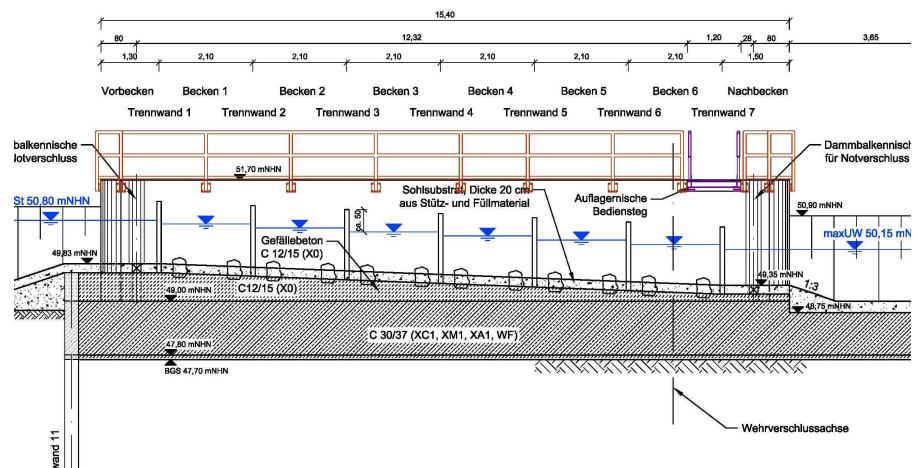 15,40
80 12,32 1,20 28 80 3,65
1,30 2,10 2,10 2,10 2,10 2,10 2,10 1,50
Vorbecken Becken 1 Becken 2 Becken 3 Becken 4 Becken 5 Becken 6 Nachbecken
Trennwand 1 Trennwand 2 Trennwand 3 Trennwand 4 Trennwand 5 Trennwand 6 Trennwand 7
balkennische
Notverschluss
Dammbalkennisch
für Notverschluss
51,70 mNHN
Sohlsubstrat, Dicke 20 cm
aus Stütz- und Füllmaterial
Auflagernische
Bediensteg
St 50,80 mNHN
50,90 mNHN
ca. 50
maxUW 50,15 mN
Gefällebeton
C 12/15 (X0)
49,83 mNHN
C12/15 (X0)
49,35 mNHN
1:3
49,00 mNHN
48,75 mNHN
C 30/37 (XC1, XM1, XA1, WF)
47,80 mNHN
BGS 47,70 mNHN
Wehrverschlussachse
wand 11